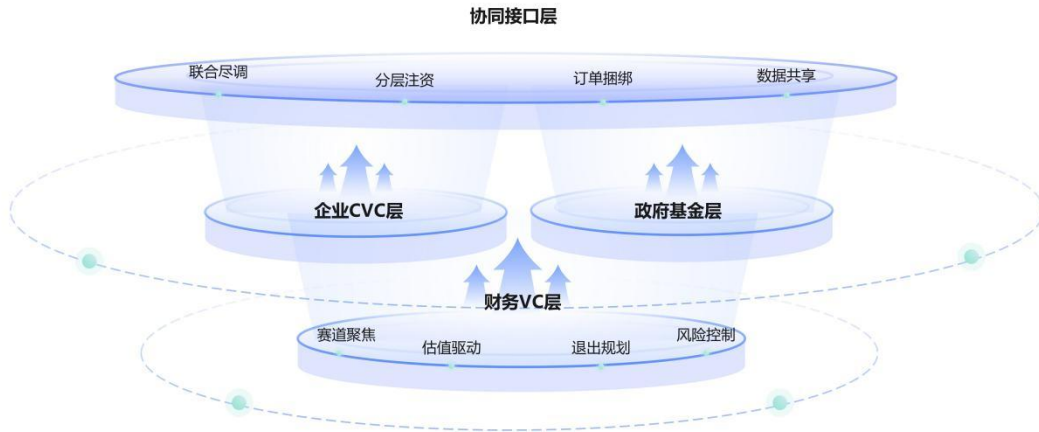 协同接口层
联合尽调
分层注资
订单捆绑
数据共享
企业CVC层
政府基金层
财务VC层
赛道聚焦
估值驱动
退出规划
风险控制